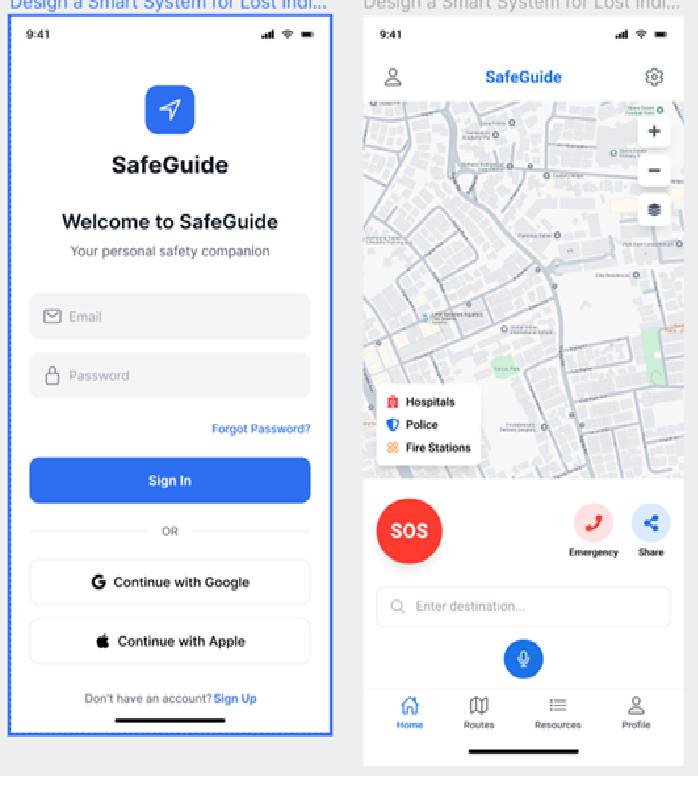 Design a Smart System for Lost Indi...
9:41
SafeGuide
Welcome to SafeGuide
Your personal safety companion
Email
Password
Forgot Password?
Sign In
OR
Continue with Google
Continue with Apple
Don't have an account? Sign Up
Design a Smart System for Lost Indi...
9:41
SafeGuide
Hospitals
Police
Fire Stations
SOS
Emergency
Share
Enter destination...
Home
Routes
Resources
Profile